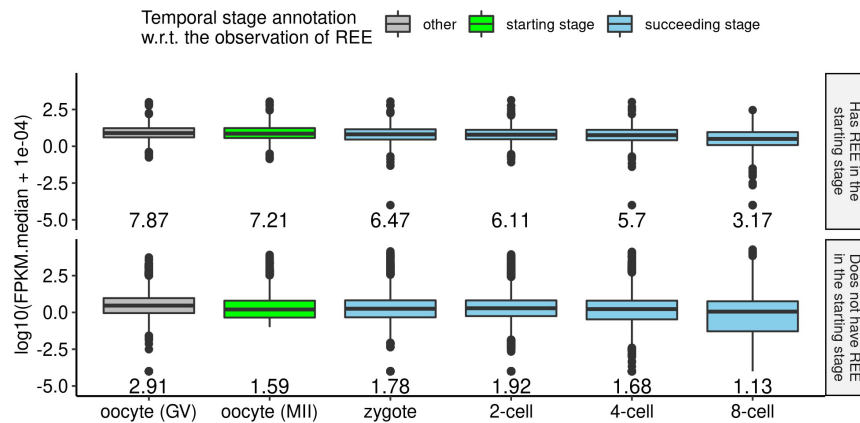 Temporal stage annotation
w.r.t. the observation of REE
other
starting stage
succeeding stage
log10(FPKM.median + 1e-04)
2.5
0.0
-2.5
-5.0
7.87
7.21
6.47
6.11
5.7
3.17
Has REE in the
starting stage
2.5
0.0
-2.5
-5.0
2.91
1.59
1.78
1.92
1.68
1.13
Does not have REE
in the starting stage
oocyte (GV)
oocyte (MII)
zygote
2-cell
4-cell
8-cell